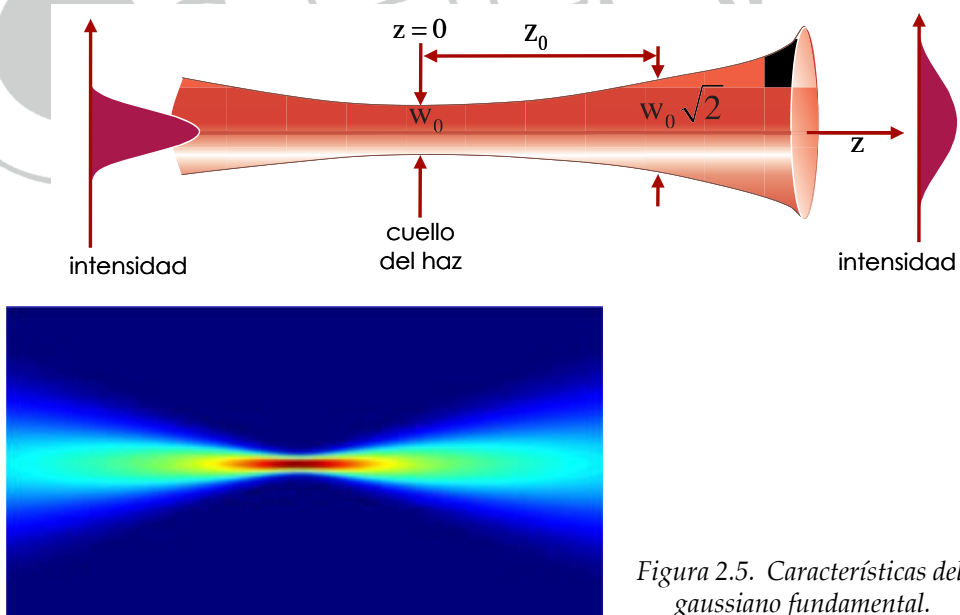 z = 0
z₀
w₀
w₀ √2
z
cuello
del haz
intensidad
intensidad
Figura 2.5. Características del
gaussiano fundamental.